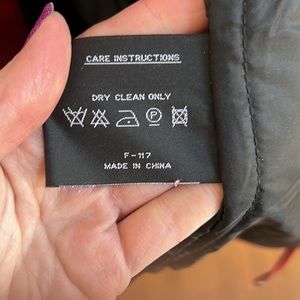 CARE INSTRUCTIONS
DRY CLEAN ONLY
P
F-117
MADE IN CHINA